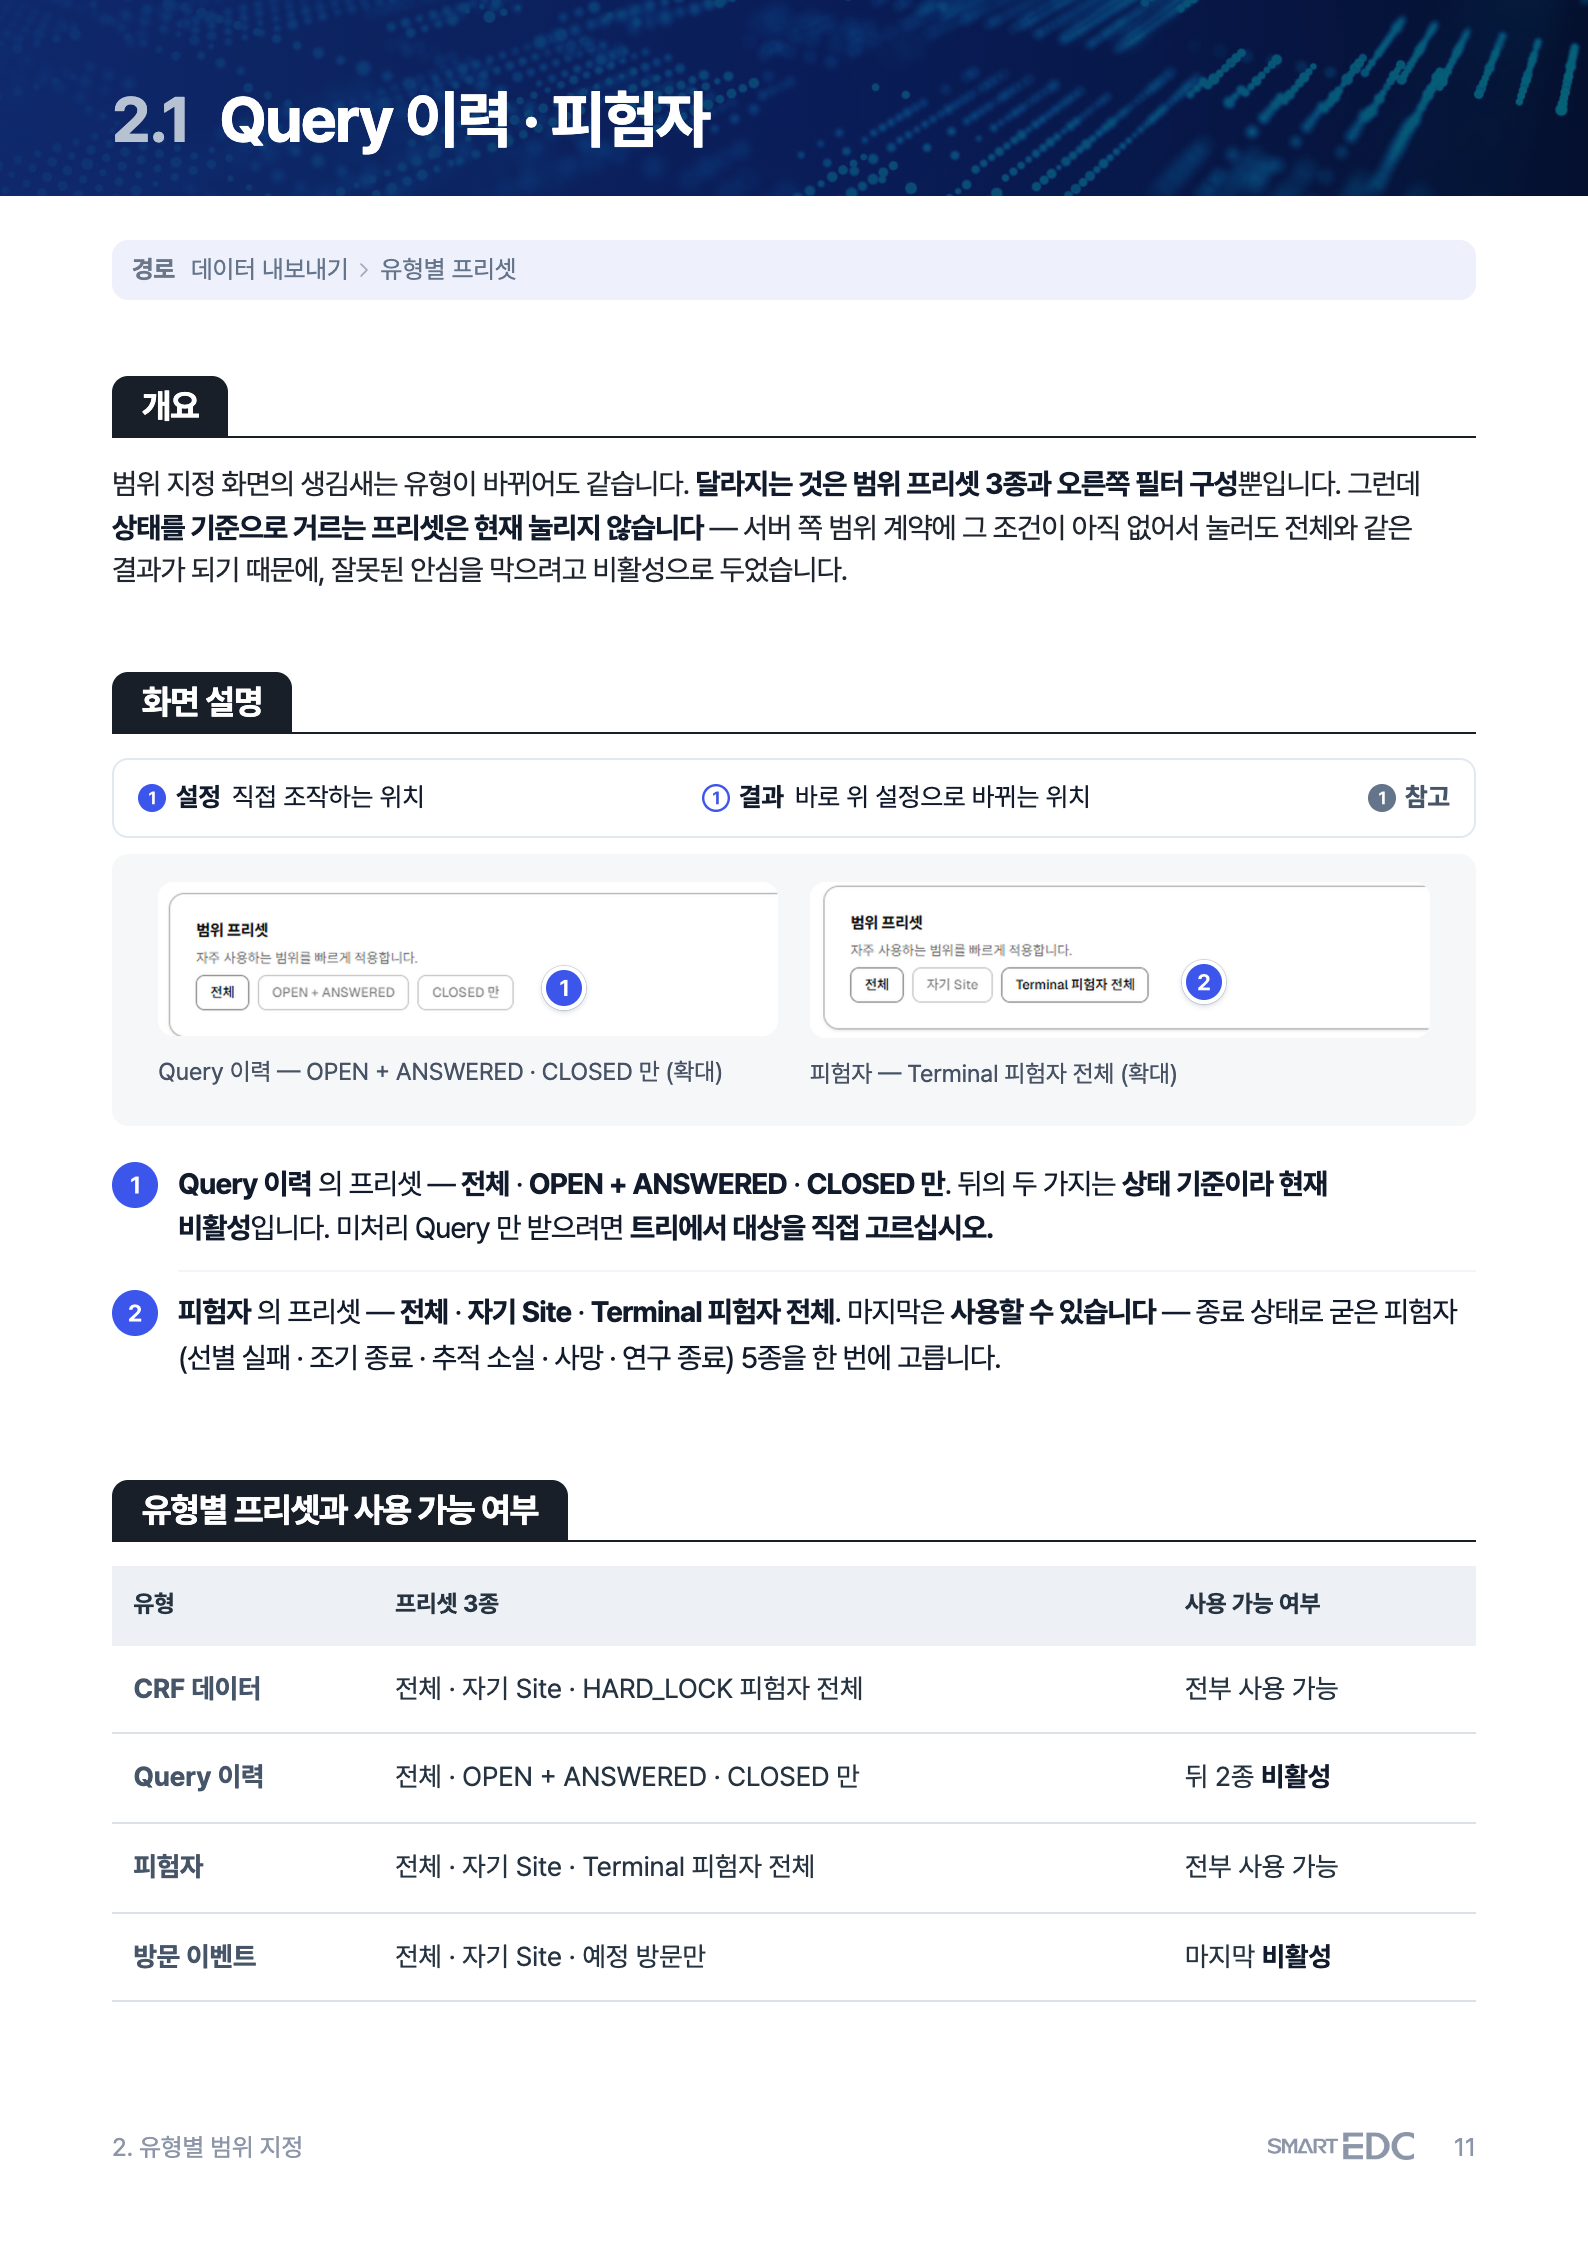 2.1 Query 이력 · 피험자
경로 데이터 내보내기 > 유형별 프리셋
개요
범위 지정 화면의 생김새는 유형이 바뀌어도 같습니다. 달라지는 것은 범위 프리셋 3종과 오른쪽 필터 구성뿐입니다. 그런데
상태를 기준으로 거르는 프리셋은 현재 눌리지 않습니다 — 서버 쪽 범위 계약에 그 조건이 아직 없어서 눌러도 전체와 같은
결과가 되기 때문에, 잘못된 안심을 막으려고 비활성으로 두었습니다.
화면 설명
1 설정 직접 조작하는 위치
1 결과 바로 위 설정으로 바뀌는 위치
1 참고
범위 프리셋
자주 사용하는 범위를 빠르게 적용합니다.
전체 OPEN + ANSWERED CLOSED 만 1
Query 이력 — OPEN + ANSWERED · CLOSED 만 (확대)
범위 프리셋
자주 사용하는 범위를 빠르게 적용합니다.
전체 자기 Site Terminal 피험자 전체 2
피험자 — Terminal 피험자 전체 (확대)
1 Query 이력 의 프리셋 — 전체 · OPEN + ANSWERED · CLOSED 만. 뒤의 두 가지는 상태 기준이라 현재
비활성입니다. 미처리 Query 만 받으려면 트리에서 대상을 직접 고르십시오.
2 피험자 의 프리셋 — 전체 · 자기 Site · Terminal 피험자 전체. 마지막은 사용할 수 있습니다 — 종료 상태로 굳은 피험자
(선별 실패 · 조기 종료 · 추적 소실 · 사망 · 연구 종료) 5종을 한 번에 고릅니다.
유형별 프리셋과 사용 가능 여부
유형 프리셋 3종 사용 가능 여부
CRF 데이터 전체 · 자기 Site · HARD_LOCK 피험자 전체 전부 사용 가능
Query 이력 전체 · OPEN + ANSWERED · CLOSED 만 뒤 2종 비활성
피험자 전체 · 자기 Site · Terminal 피험자 전체 전부 사용 가능
방문 이벤트 전체 · 자기 Site · 예정 방문만 마지막 비활성
2. 유형별 범위 지정
SMART EDC 11